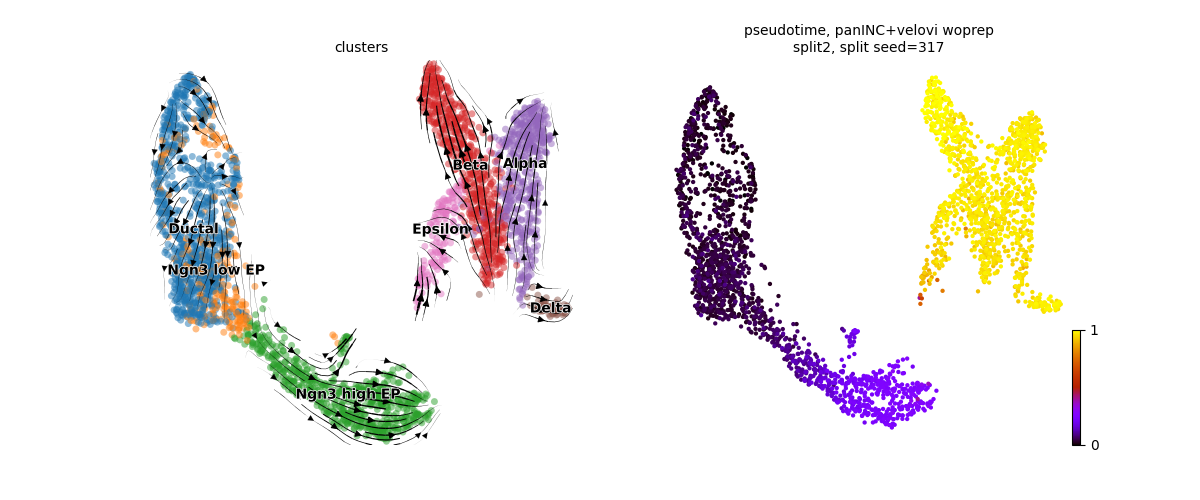 clusters
Beta
Alpha
Epsilon
Ductal
Ngn3 low EP
Delta
Ngn3 high EP
pseudotime, panINC+velovi woprep
split2, split seed=317
1
0